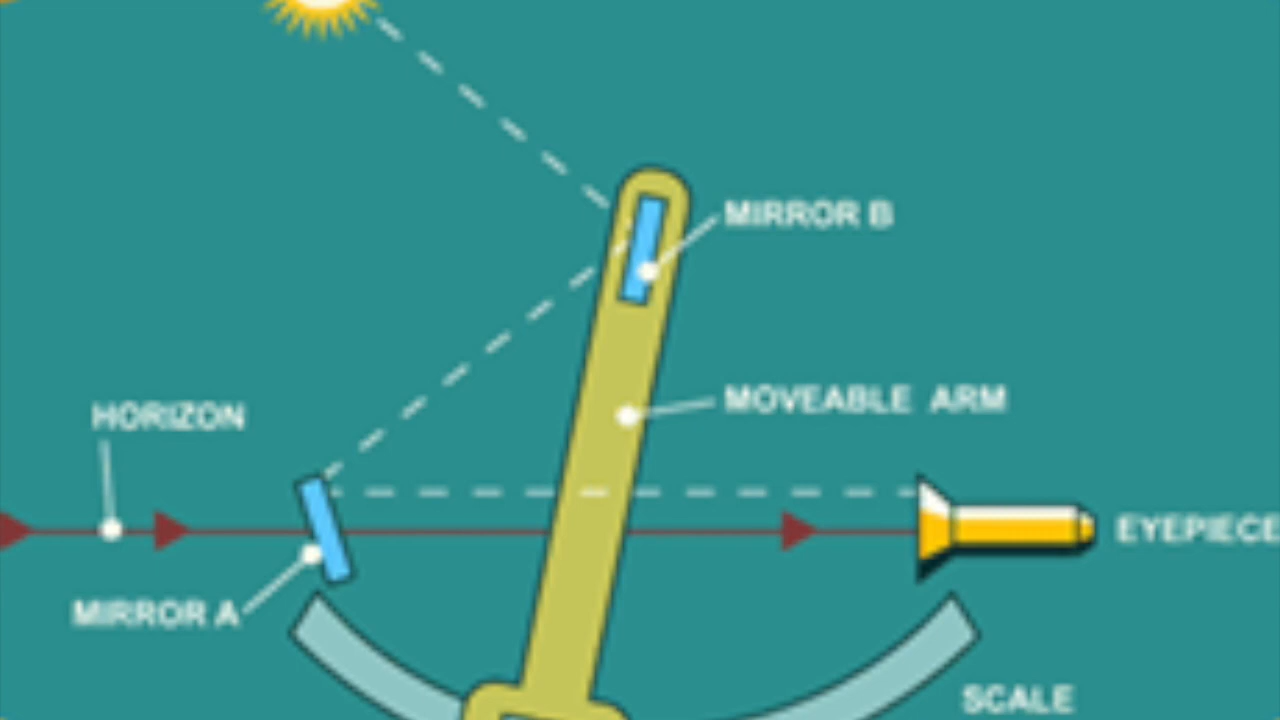 MIRROR B
MOVEABLE ARM
HORIZON
EYEPIECE
MIRROR A
SCALE